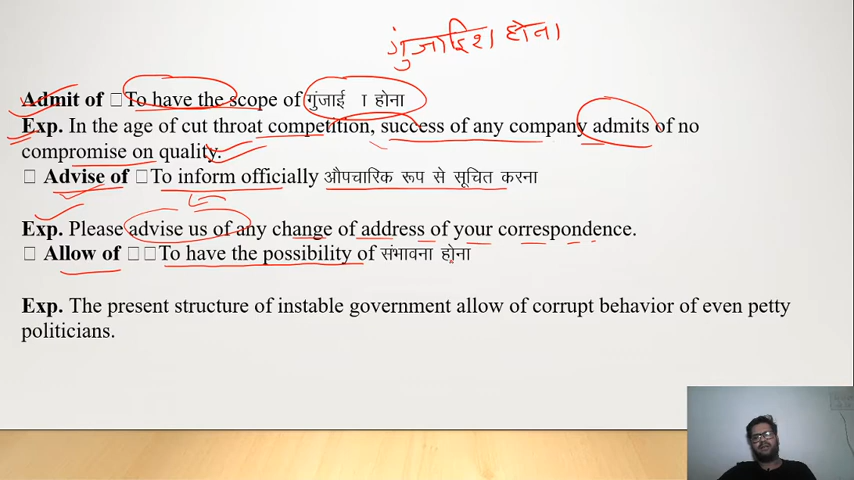 गुंजाईश होना
Admit of □To have the scope of गुंजाई ा होना
Exp. In the age of cut throat competition, success of any company admits of no
compromise on quality.
□ Advise of □To inform officially औपचारिक रूप से सूचित करना
Exp. Please advise us of any change of address of your correspondence.
□ Allow of □□To have the possibility of संभावना होना
Exp. The present structure of instable government allow of corrupt behavior of even petty
politicians.